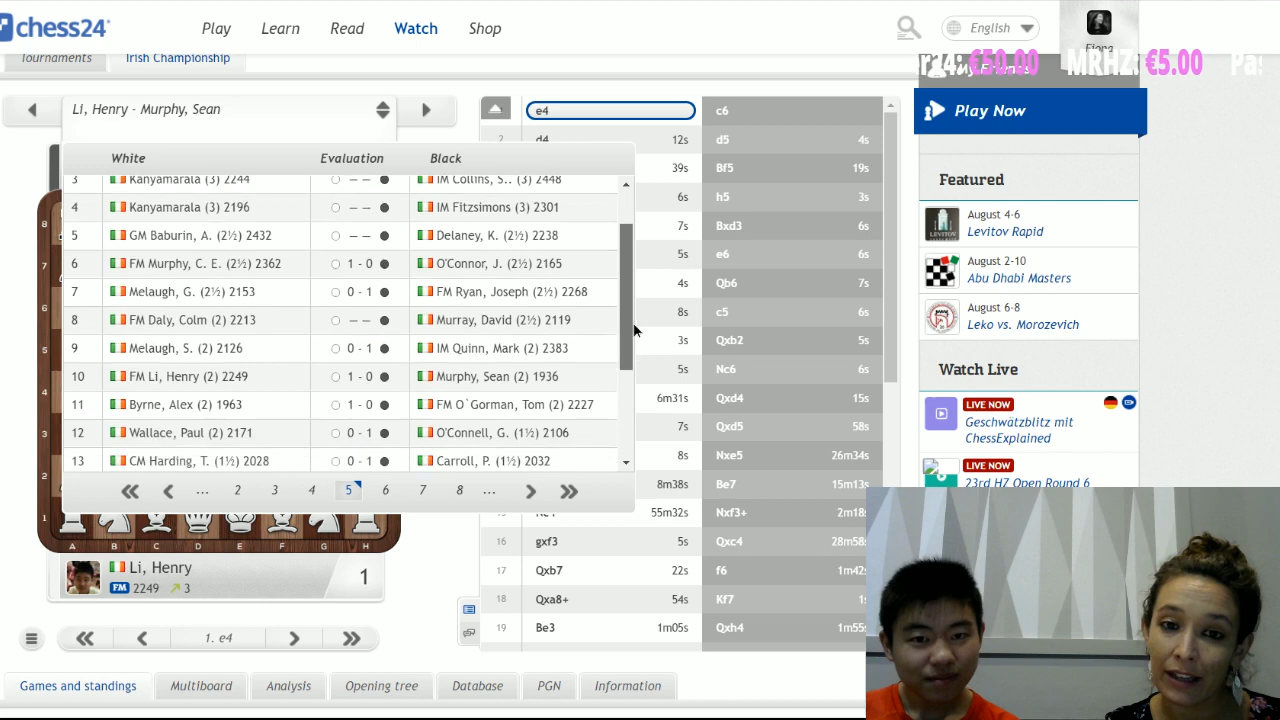 chess24
Play
Learn
Read
Watch
Shop
English
Fiona
Tournaments
Irish Championship
€50.00
MRHZ: €5.00
Li, Henry - Murphy, Sean
Play Now
White
Evaluation
Black
3 Kanyamarala (3) 2244 – – IM Collins, S.. (3) 2448
4 Kanyamarala (3) 2196 – – IM Fitzsimons (3) 2301
5 GM Baburin, A. (2½) 2432 – – Delaney, K. (2½) 2238
6 FM Murphy, C. E. (2½) 2362 1 - 0 O'Connor, J. (2½) 2165
7 Melaugh, G. (2½) 2153 0 - 1 FM Ryan, Joseph (2½) 2268
8 FM Daly, Colm (2) 2213 – – Murray, David (2½) 2119
9 Melaugh, S. (2) 2126 0 - 1 IM Quinn, Mark (2) 2383
10 FM Li, Henry (2) 2249 1 - 0 Murphy, Sean (2) 1936
11 Byrne, Alex (2) 1963 1 - 0 FM O`Gorman, Tom (2) 2227
12 Wallace, Paul (2) 2171 0 - 1 O'Connell, G. (1½) 2106
13 CM Harding, T. (1½) 2028 0 - 1 Carroll, P. (1½) 2032
... 2 3 4 5 6 7 8 ...
e4 c6
2 d4 12s d5 4s
39s Bf5 19s
6s h5 3s
7s Bxd3 6s
5s e6 6s
4s Qb6 7s
8s c5 6s
3s Qxb2 5s
5s Nc6 6s
6m31s Qxd4 15s
7s Qxd5 58s
8s Nxe5 26m34s
8m38s Be7 15m13s
55m32s Nxf3+ 2m18s
16 gxf3 5s Qxc4 28m58s
17 Qxb7 22s f6 1m42s
18 Qxa8+ 54s Kf7
19 Be3 1m05s Qxh4 1m55s
8
7
6
5
4
3
2
1
A B C D E F G H
Li, Henry
FM 2249 3
1
1. e4
Games and standings
Multiboard
Analysis
Opening tree
Database
PGN
Information
Featured
August 4-6
Levitov Rapid
August 2-10
Abu Dhabi Masters
August 6-8
Leko vs. Morozevich
Watch Live
LIVE NOW
Geschwätzblitz mit
ChessExplained
LIVE NOW
23rd HZ Open Round 6